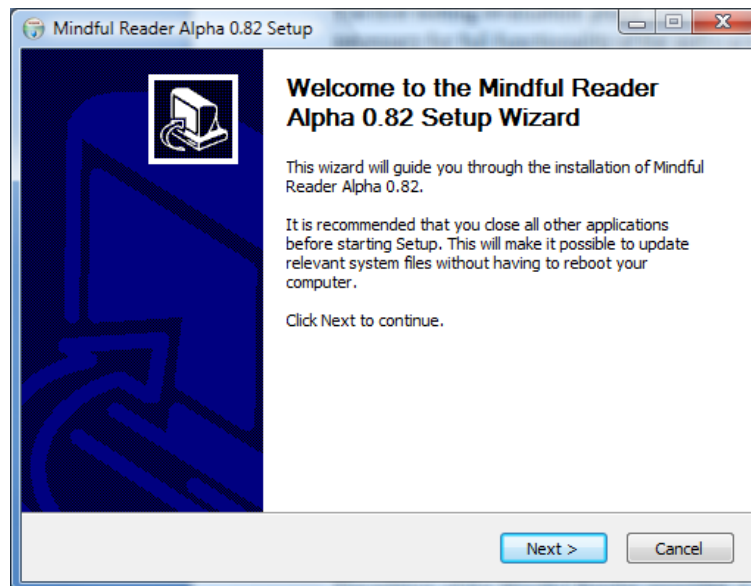 Mindful Reader Alpha 0.82 Setup
Welcome to the Mindful Reader
Alpha 0.82 Setup Wizard
This wizard will guide you through the installation of Mindful
Reader Alpha 0.82.
It is recommended that you close all other applications
before starting Setup. This will make it possible to update
relevant system files without having to reboot your
computer.
Click Next to continue.
Next >
Cancel